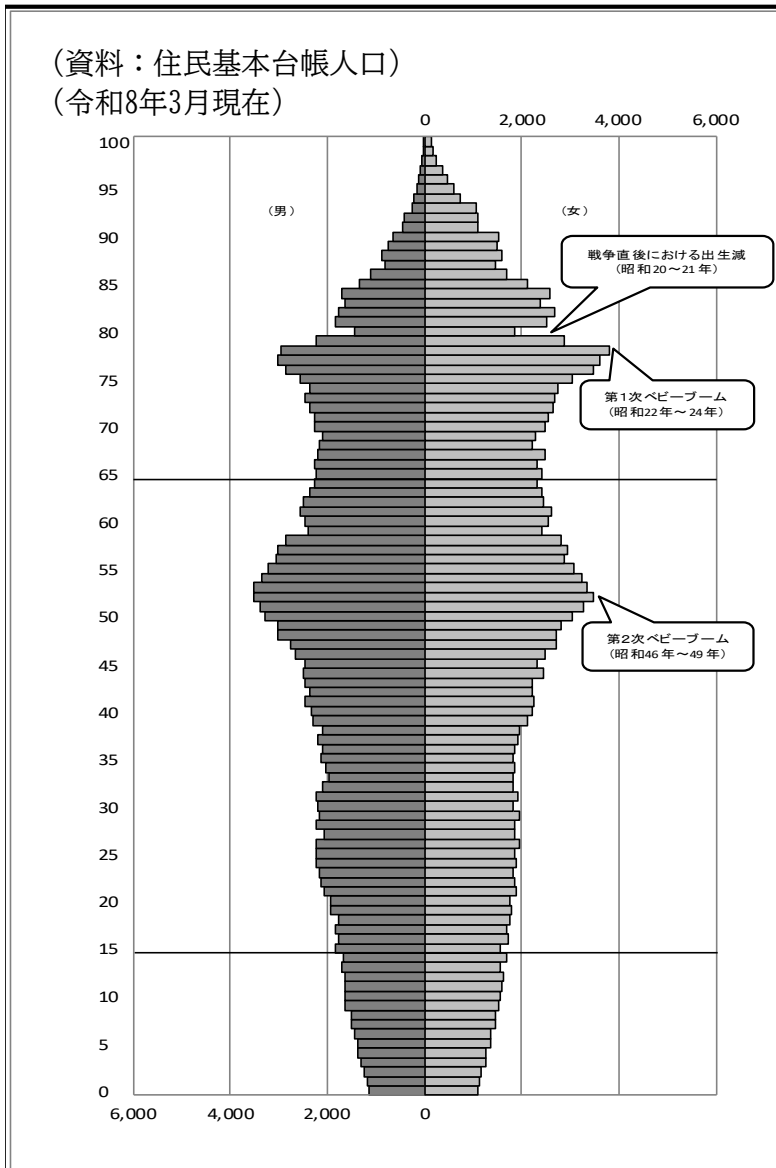 （資料：住民基本台帳人口）
（令和8年3月現在）
0 2,000 4,000 6,000
100
95
（男） （女）
90
戦争直後における出生減
（昭和20～21年）
85
80
75
第1次ベビーブーム
（昭和22年～24年）
70
65
60
55
50
第2次ベビーブーム
（昭和46年～49年）
45
40
35
30
25
20
15
10
5
0
6,000 4,000 2,000 0